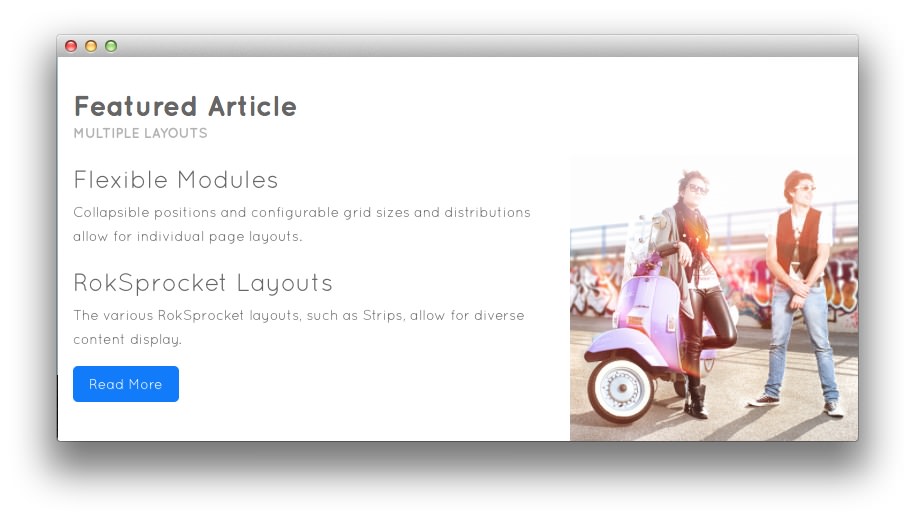 Featured Article
MULTIPLE LAYOUTS
Flexible Modules
Collapsible positions and configurable grid sizes and distributions
allow for individual page layouts.
RokSprocket Layouts
The various RokSprocket layouts, such as Strips, allow for diverse
content display.
Read More